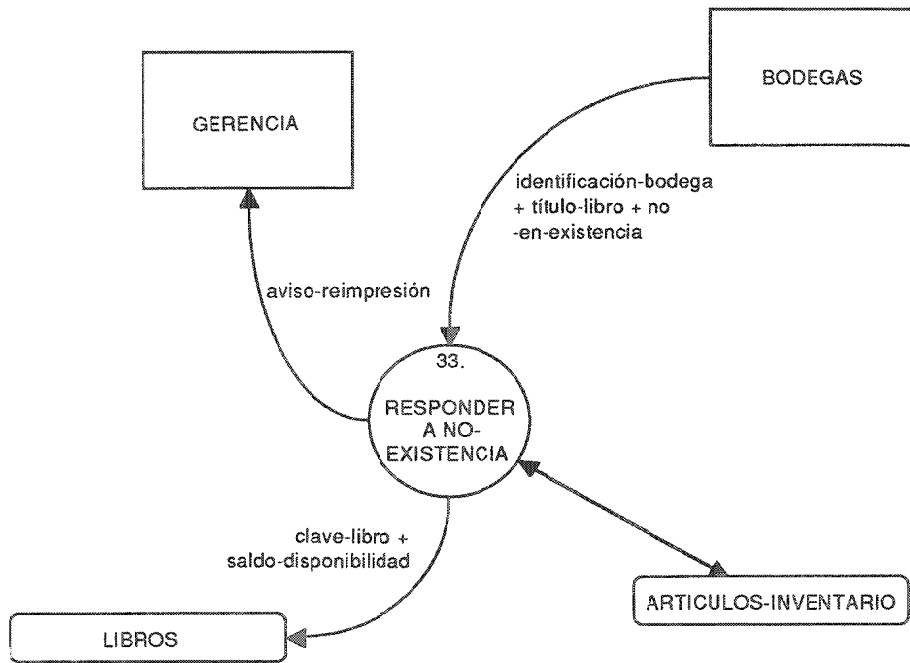 BODEGAS
GERENCIA
identificación-bodega
+ título-libro + no
-en-existencia
aviso-reimpresión
33.
RESPONDER
A NO-
EXISTENCIA
clave-libro +
saldo-disponibilidad
ARTICULOS-INVENTARIO
LIBROS